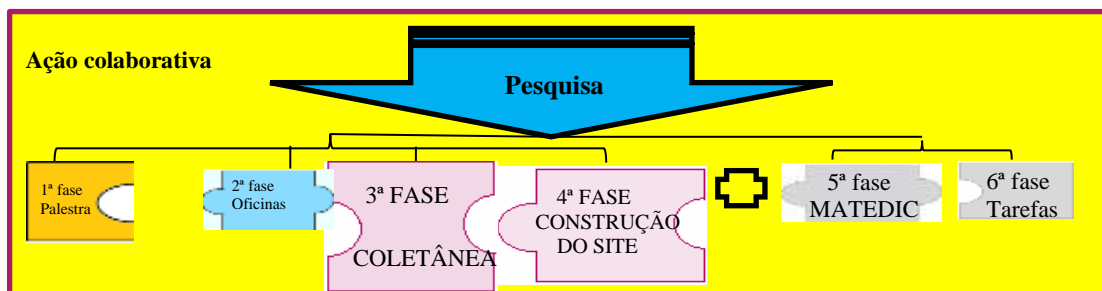 Ação colaborativa
Pesquisa
1ª fase
Palestra
2ª fase
Oficinas
3ª FASE
COLETÂNEA
4ª FASE
CONSTRUÇÃO
DO SITE
5ª fase
MATEDIC
6ª fase
Tarefas